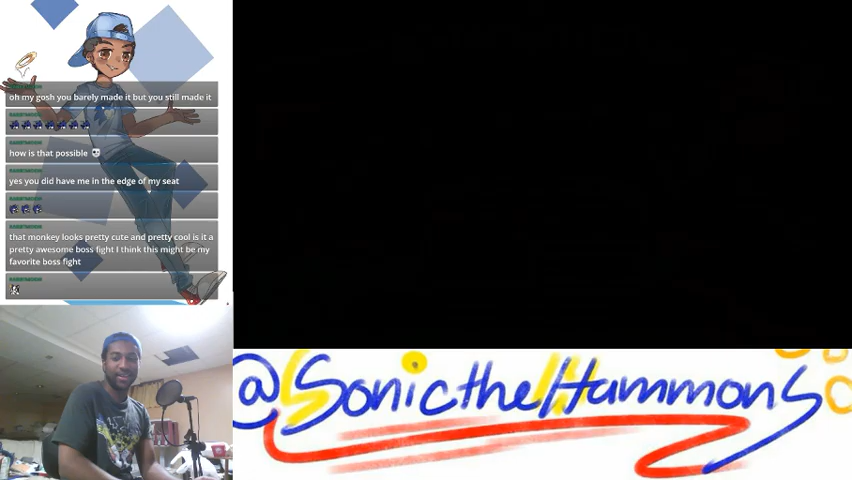 oh my gosh you barely made it but you still made it
how is that possible
yes you did have me in the edge of my seat
that monkey looks pretty cute and pretty cool is it a
pretty awesome boss fight I think this might be my
favorite boss fight
@SonictheHammons